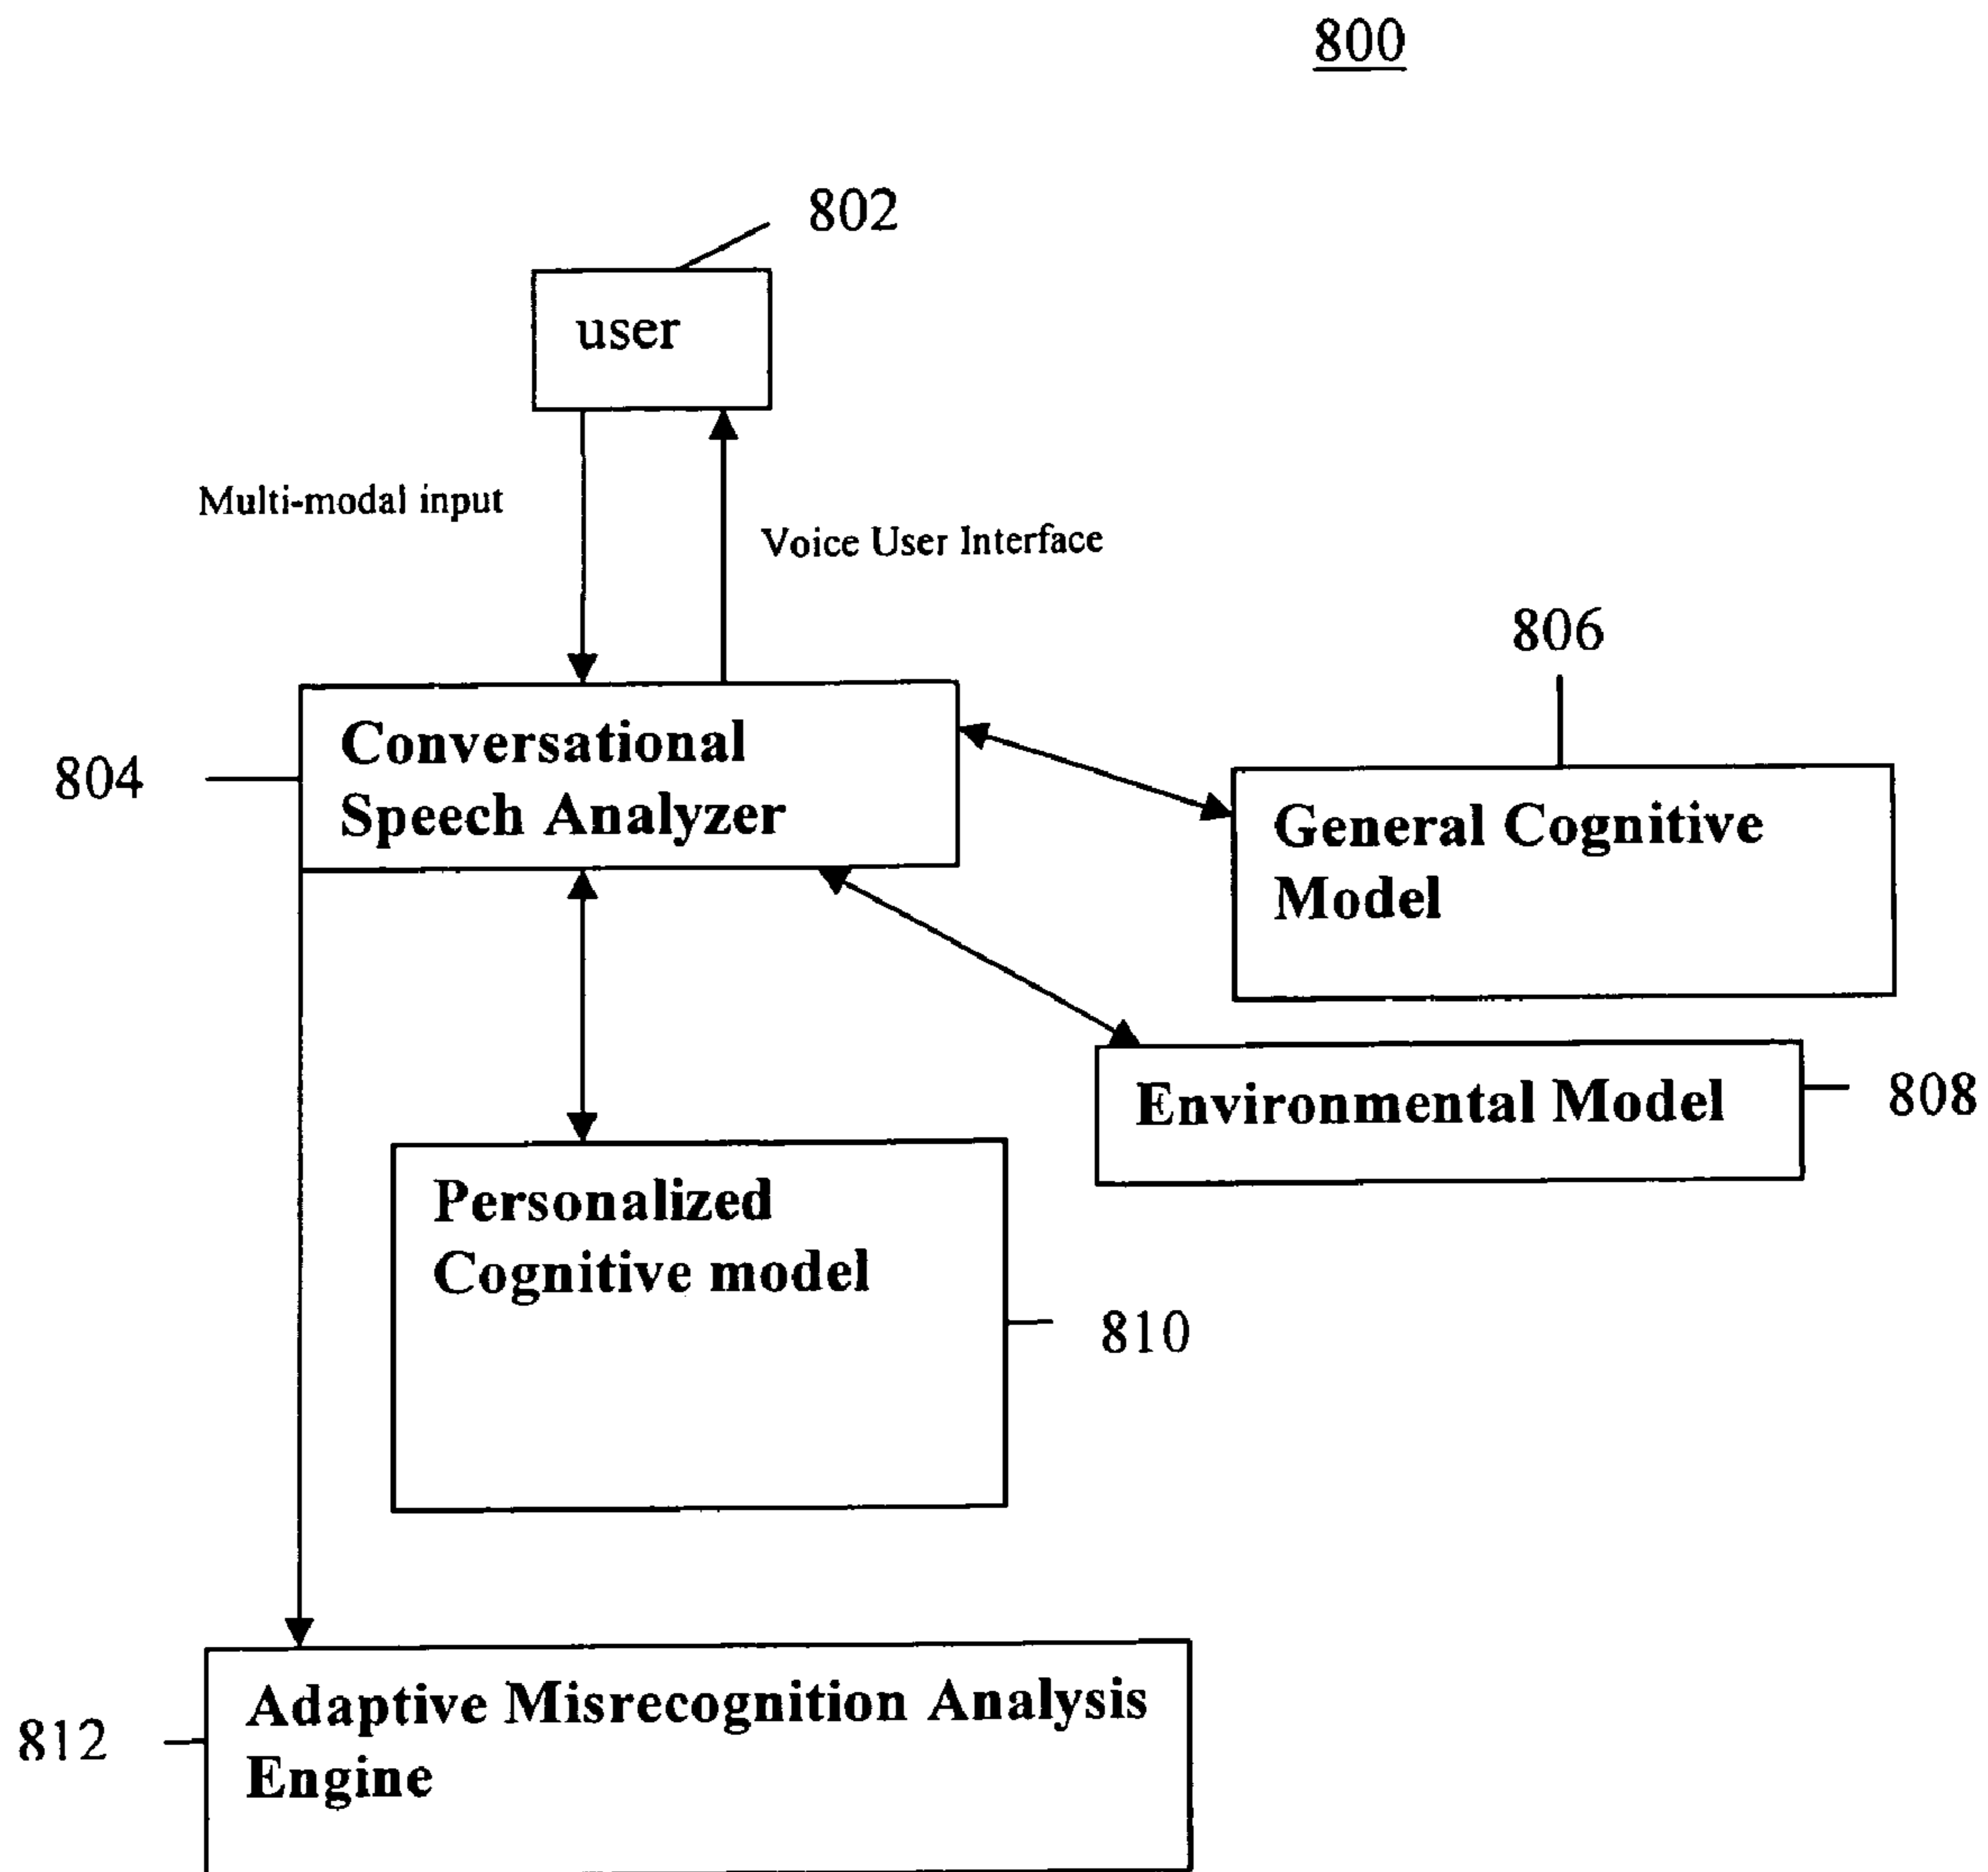 800
802
user
Multi-modal input
Voice User Interface
806
804
Conversational
Speech Analyzer
General Cognitive
Model
Environmental Model
808
Personalized
Cognitive model
810
Adaptive Misrecognition Analysis
Engine
812